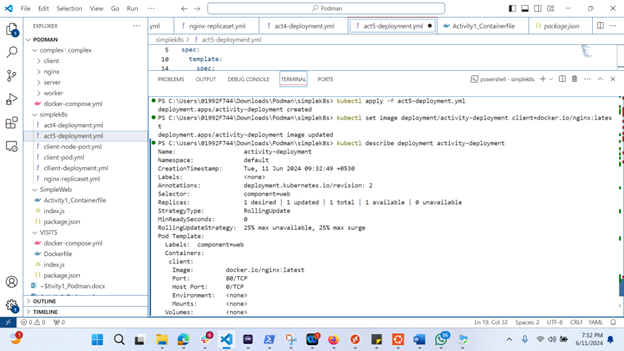 File Edit Selection View Go Run ··· Podman
EXPLORER
PODMAN
complex\complex
client
nginx
server
worker
docker-compose.yml
simplek8s
act4-deployment.yml
act5-deployment.yml
client-node-port.yml
client-pod.yml
cllient-deployment.yml
nginx-replicaset.yml
SimpleWeb
Activity1_Containerfile
index.js
package.json
VISITS
docker-compose.yml
Dockerfile
index.js
package.json
~$tivity1_Podman.docx
OUTLINE
TIMELINE
.yml nginx-replicaset.yml act4-deployment.yml act5-deployment.yml Activity1_Containerfile package.json
simplek8s > act5-deployment.yml
5 spec:
10 template:
14 spec:
PROBLEMS OUTPUT DEBUG CONSOLE TERMINAL PORTS powershell - simplek8s
PS C:\Users\01992F744\Downloads\Podman\simplek8s> kubectl apply -f act5-deployment.yml
deployment.apps/activity-deployment created
PS C:\Users\01992F744\Downloads\Podman\simplek8s> kubectl set image deployment/activity-deployment client=docker.io/nginx:lates
t
deployment.apps/activity-deployment image updated
PS C:\Users\01992F744\Downloads\Podman\simplek8s> kubectl describe deployment activity-deployment
Name: activity-deployment
Namespace: default
CreationTimestamp: Tue, 11 Jun 2024 09:32:49 +0530
Labels: <none>
Annotations: deployment.kubernetes.io/revision: 2
Selector: component=web
Replicas: 1 desired | 1 updated | 1 total | 1 available | 0 unavailable
StrategyType: RollingUpdate
MinReadySeconds: 0
RollingUpdateStrategy: 25% max unavailable, 25% max surge
Pod Template:
Labels: component=web
Containers:
client:
Image: docker.io/nginx:latest
Port: 80/TCP
Host Port: 0/TCP
Environment: <none>
Mounts: <none>
Volumes: <none>
0 0 0 Ln 19, Col 32 Spaces: 2 UTF-8 CRLF YAML
7:52 PM
6/11/2024